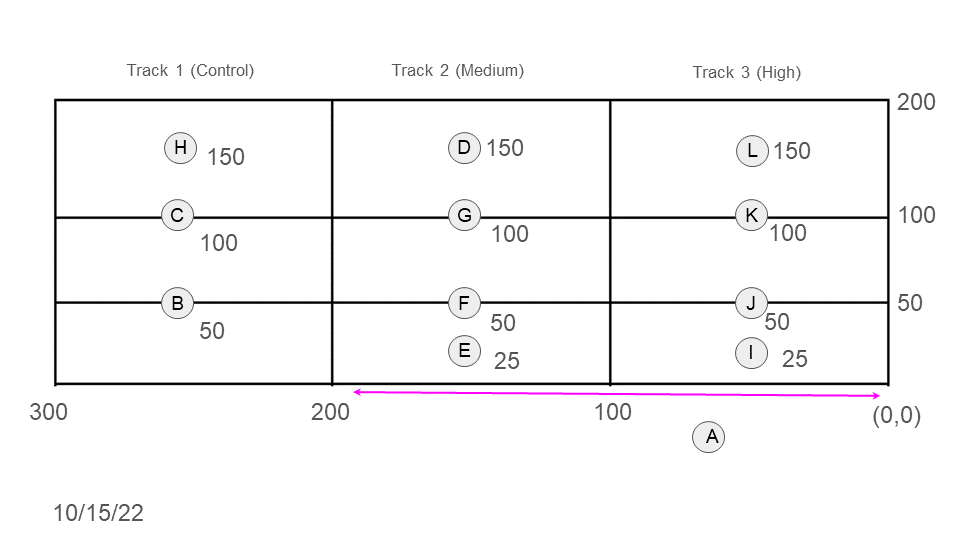 Track 1 (Control)
Track 2 (Medium)
Track 3 (High)
200
H
150
D
150
L
150
C
100
G
100
K
100
100
B
50
F
50
J
50
50
E
25
I
25
300
200
100
(0,0)
A
10/15/22